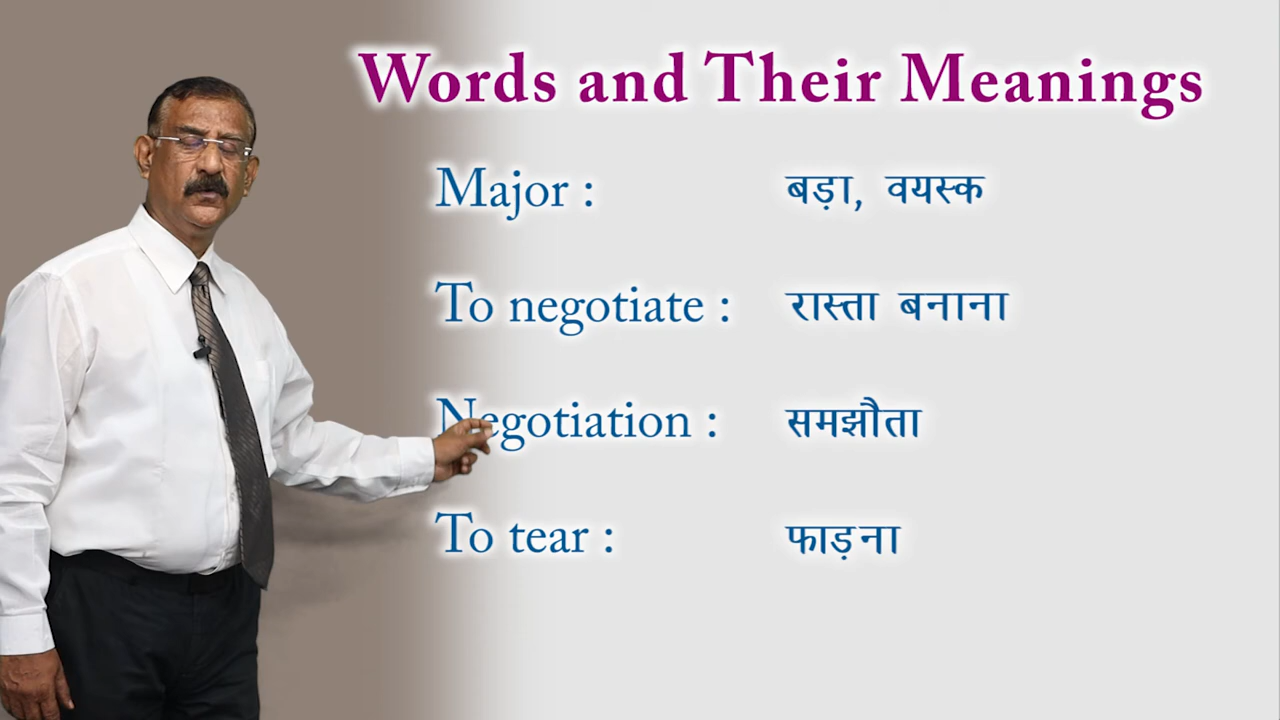 Words and Their Meanings
Major : बड़ा, वयस्क
To negotiate : रास्ता बनाना
Negotiation : समझौता
To tear : फाड़ना